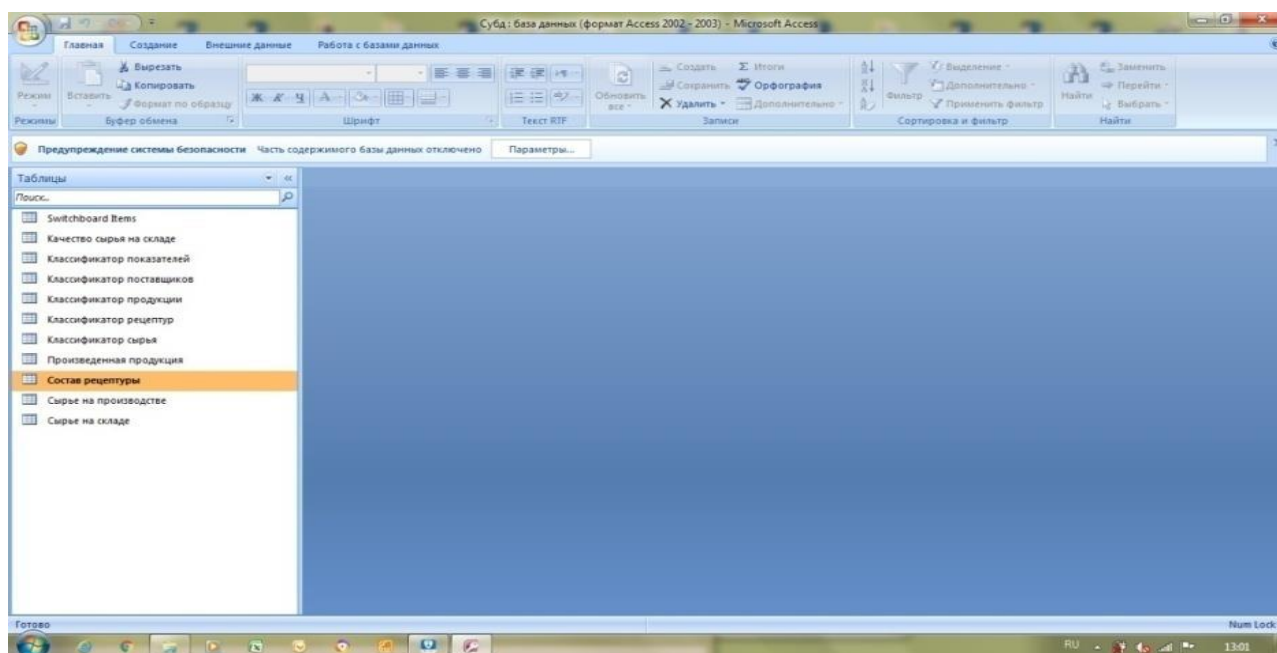 Субд : база данных (формат Access 2002 - 2003) - Microsoft Access
Главная Создание Внешние данные Работа с базами данных
Режим
Режимы
Вставить
Вырезать
Копировать
Формат по образцу
Буфер обмена
Ж К Ч
Шрифт
Текст RTF
Обновить все
Создать
Сохранить
Удалить
Итоги
Орфография
Дополнительно
Записи
Фильтр
Выделение
Дополнительно
Применить фильтр
Сортировка и фильтр
Найти
Заменить
Перейти
Выбрать
Найти
Предупреждение системы безопасности Часть содержимого базы данных отключено Параметры...
Таблицы
Поиск...
Switchboard Items
Качество сырья на складе
Классификатор показателей
Классификатор поставщиков
Классификатор продукции
Классификатор рецептур
Классификатор сырья
Произведенная продукция
Состав рецептуры
Сырье на производстве
Сырье на складе
Готово
Num Lock
RU
13:01